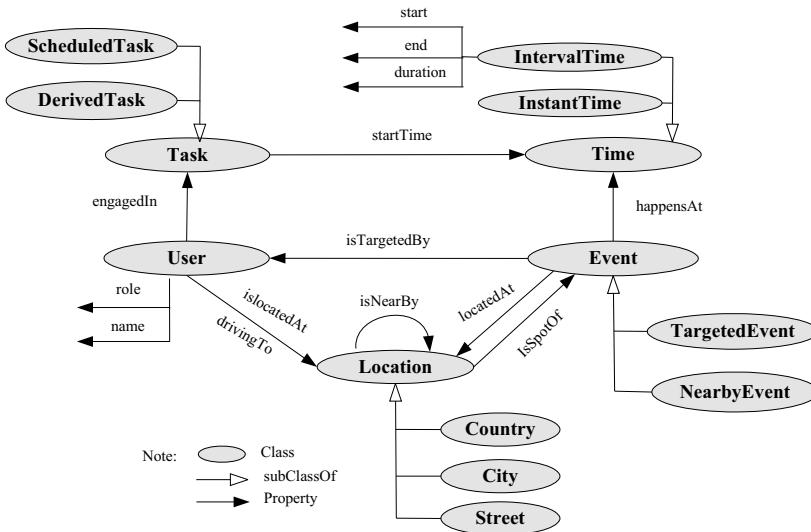 start
ScheduledTask
end
IntervalTime
duration
DerivedTask
InstantTime
startTime
Task
Time
engagedIn
happensAt
isTargetedBy
User
Event
role
name
islocatedAt
drivingTo
isNearBy
locatedAt
IsSpotOf
TargetedEvent
Location
NearbyEvent
Country
Note:
Class
subClassOf
City
Property
Street